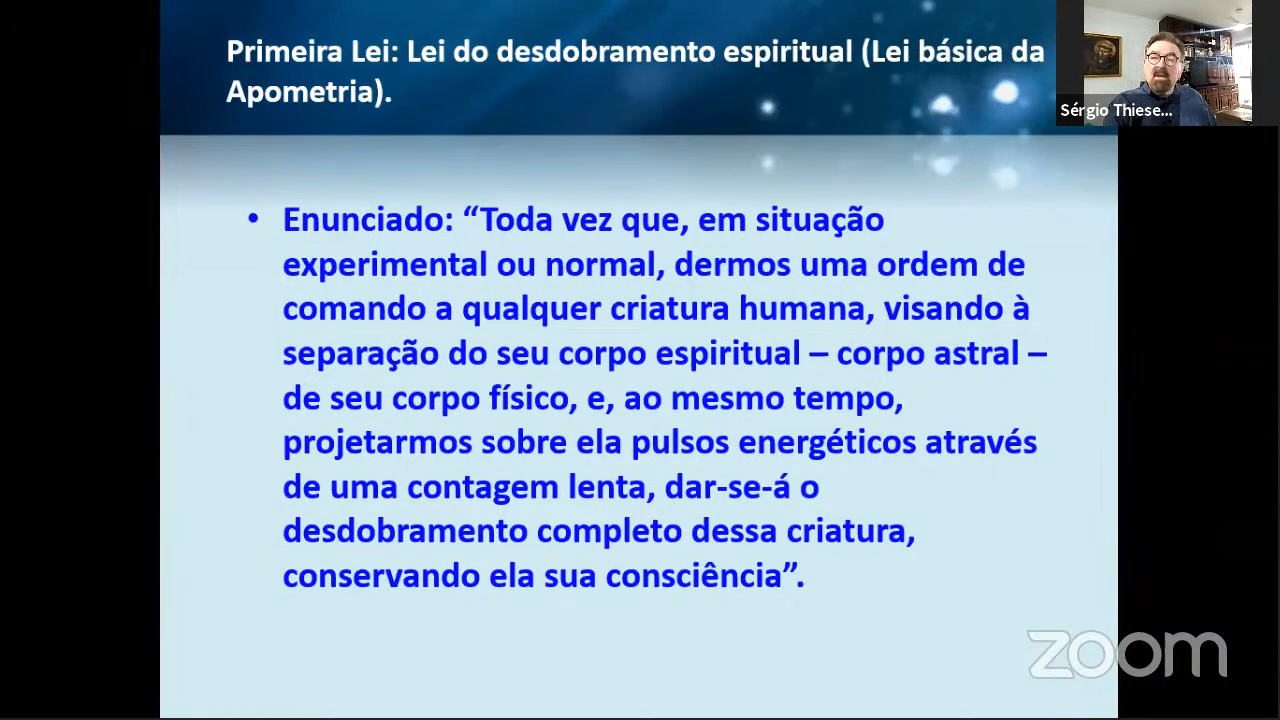 Primeira Lei: Lei do desdobramento espiritual (Lei básica da
Apometria).
Sérgio Thiese...
• Enunciado: “Toda vez que, em situação
experimental ou normal, dermos uma ordem de
comando a qualquer criatura humana, visando à
separação do seu corpo espiritual – corpo astral –
de seu corpo físico, e, ao mesmo tempo,
projetarmos sobre ela pulsos energéticos através
de uma contagem lenta, dar-se-á o
desdobramento completo dessa criatura,
conservando ela sua consciência”.
zoom